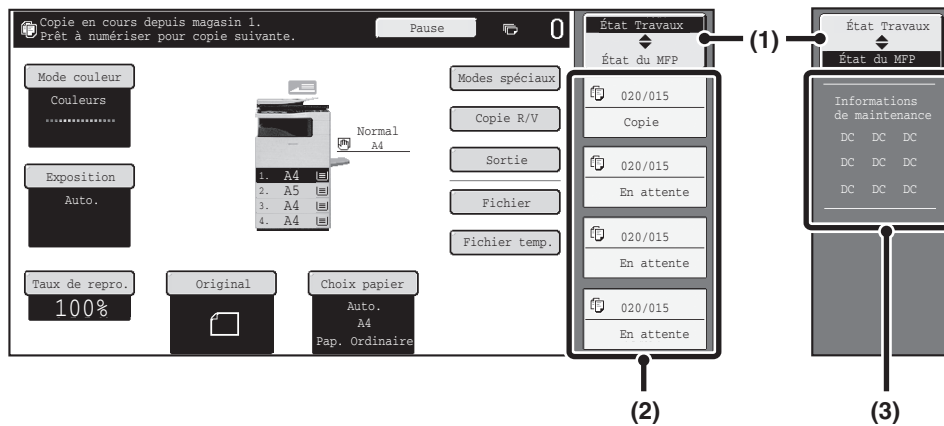 Copie en cours depuis magasin 1.
Prêt à numériser pour copie suivante.
Pause
0
Mode couleur
Couleurs
Exposition
Auto.
Taux de repro.
100%
Original
Choix papier
Auto.
A4
Pap. Ordinaire
Normal
A4
1. A4
2. A5
3. A4
4. A4
Modes spéciaux
Copie R/V
Sortie
Fichier
Fichier temp.
État Travaux
État du MFP
020/015
Copie
020/015
En attente
020/015
En attente
020/015
En attente
(1)
État Travaux
État du MFP
Informations
de maintenance
DC DC DC
DC DC DC
DC DC DC
(2)
(3)